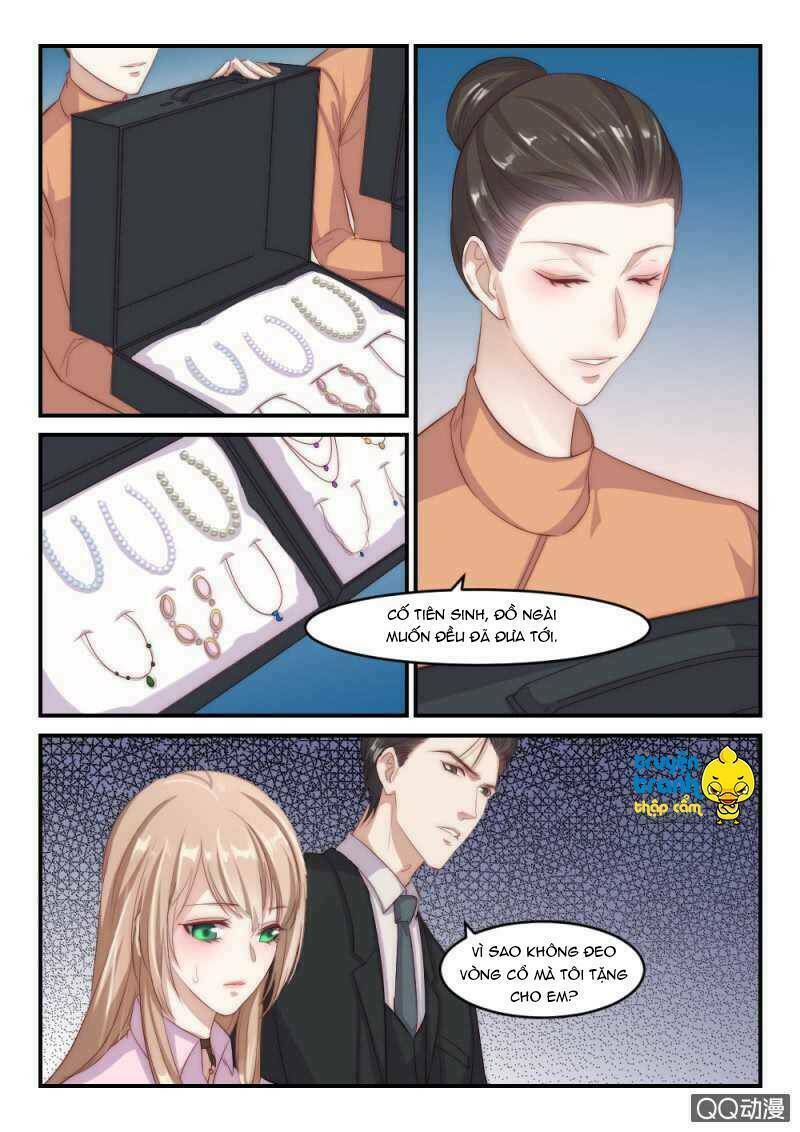 CỐ TIÊN SINH, ĐỒ NGÀI
MUỐN ĐỀU ĐÃ ĐƯA TỚI.
truyện
tranh
thập cẩm
VÌ SAO KHÔNG ĐEO
VÒNG CỔ MÀ TÔI TẶNG
CHO EM?
QQ动漫